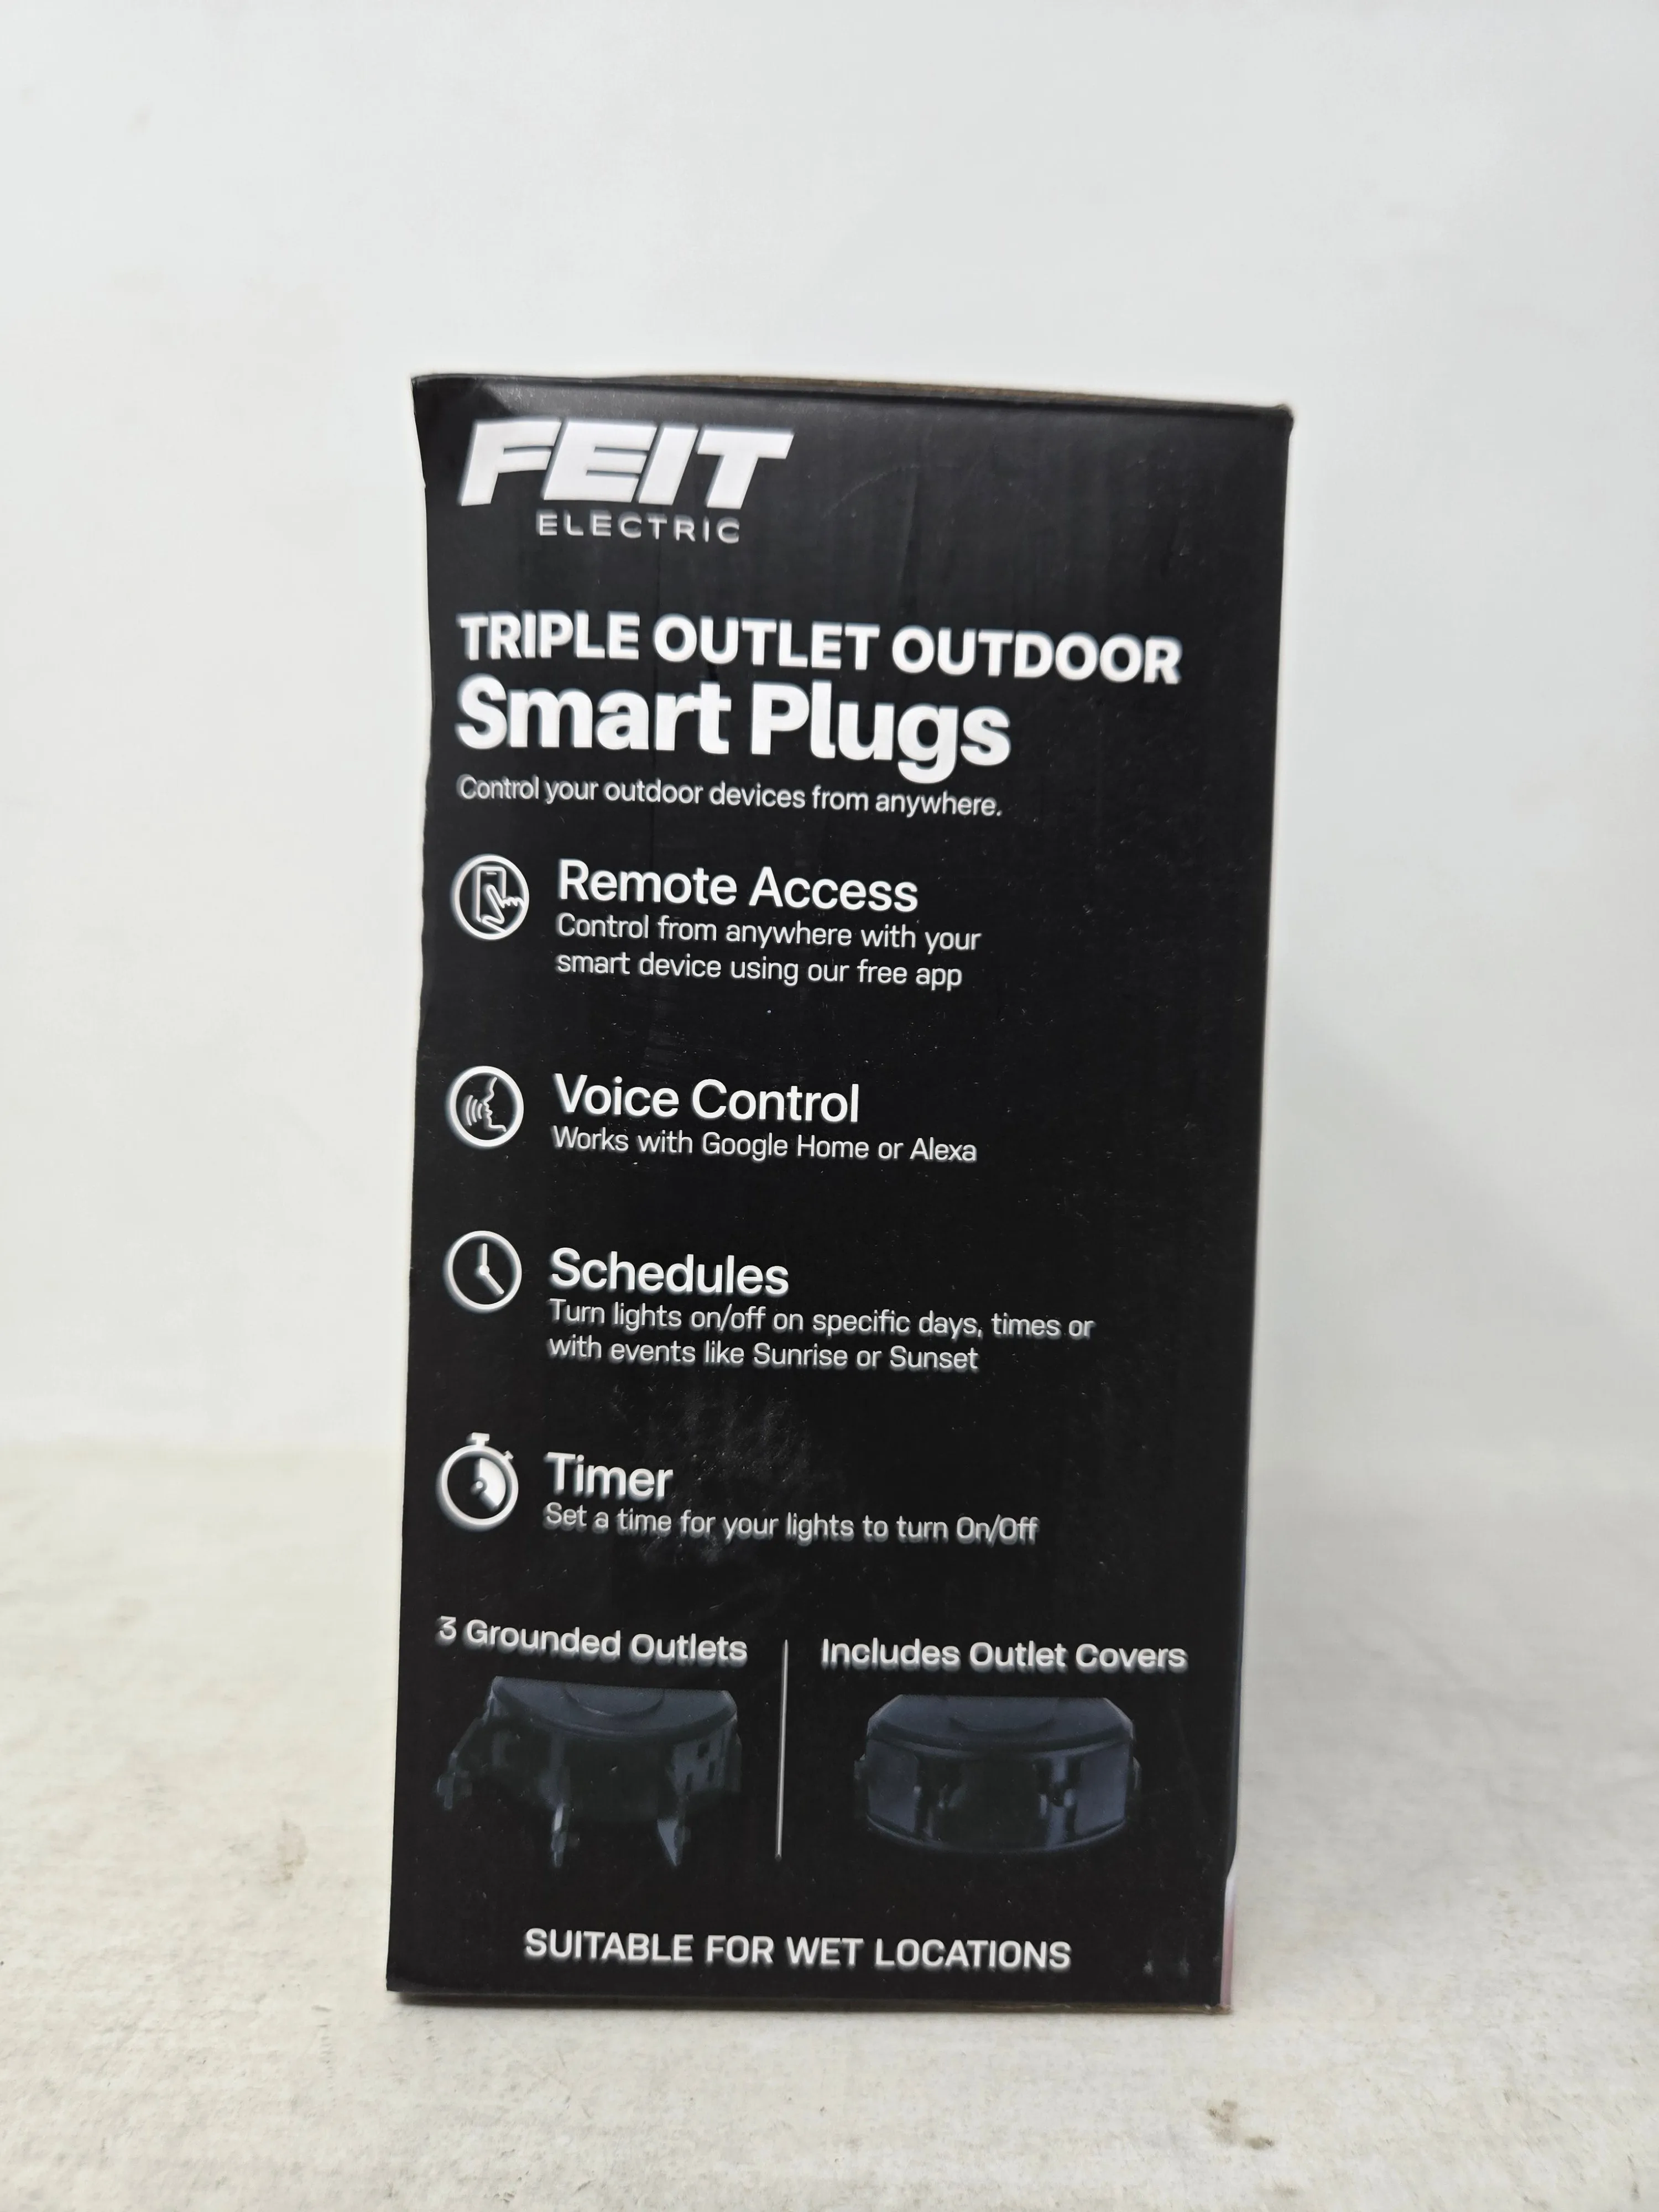 FEIT
ELECTRIC
TRIPLE OUTLET OUTDOOR
Smart Plugs
Control your outdoor devices from anywhere.
Remote Access
Control from anywhere with your
smart device using our free app
Voice Control
Works with Google Home or Alexa
Schedules
Turn lights on/off on specific days, times or
with events like Sunrise or Sunset
Timer
Set a time for your lights to turn On/Off
3 Grounded Outlets
Includes Outlet Covers
SUITABLE FOR WET LOCATIONS